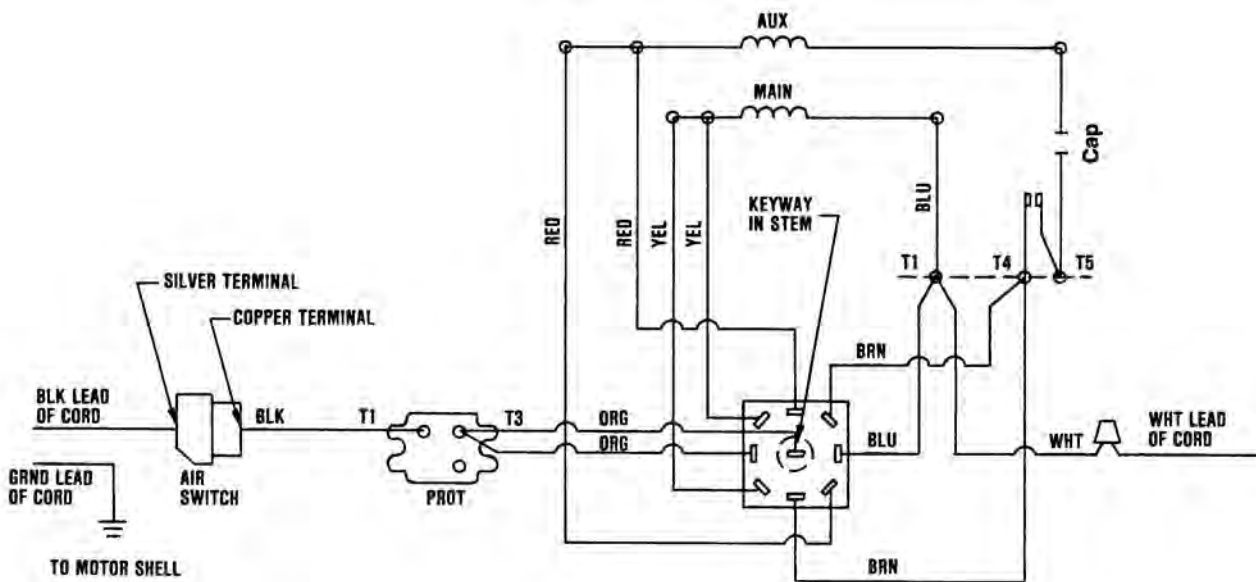 AUX
MAIN
Cap
RED
RED
YEL
YEL
KEYWAY
IN STEM
BLU
T1
T4
T5
SILVER TERMINAL
COPPER TERMINAL
BRN
BLK LEAD
OF CORD
BLK
T1
T3
ORG
ORG
BLU
WHT
WHT LEAD
OF CORD
GRND LEAD
OF CORD
AIR
SWITCH
PROT
TO MOTOR SHELL
BRN